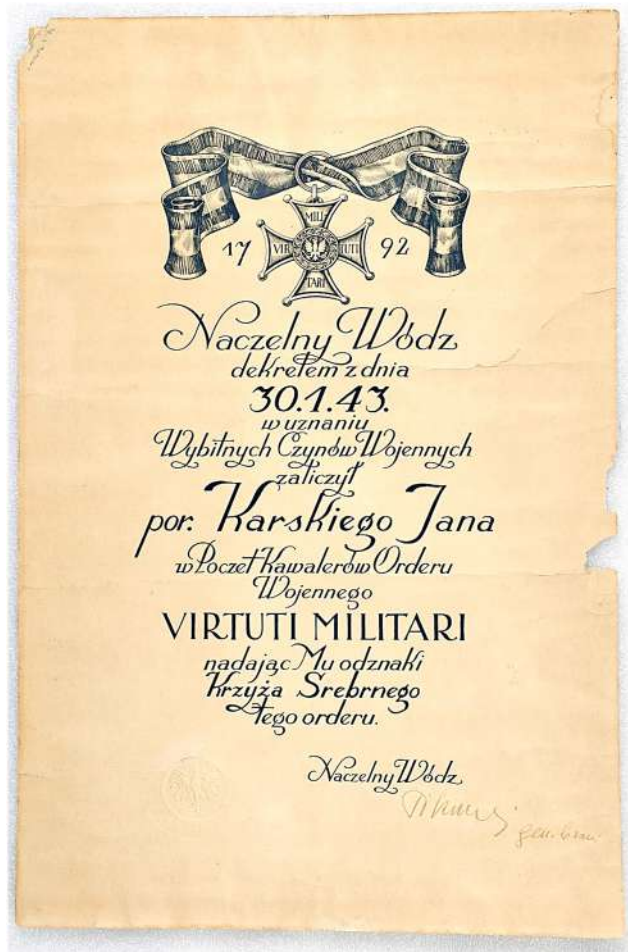 MILI
17 VIR TUTI 92
TARI
Naczelny Wódz
dekretem z dnia
30.1.43.
w uznaniu
Wybitnych Czynów Wojennych
zaliczył
por. Karskiego Jana
w Poczet Kawalerów Orderu
Wojennego
VIRTUTI MILITARI
nadając Mu odznaki
Krzyża Srebrnego
tego orderu.
Naczelny Wódz